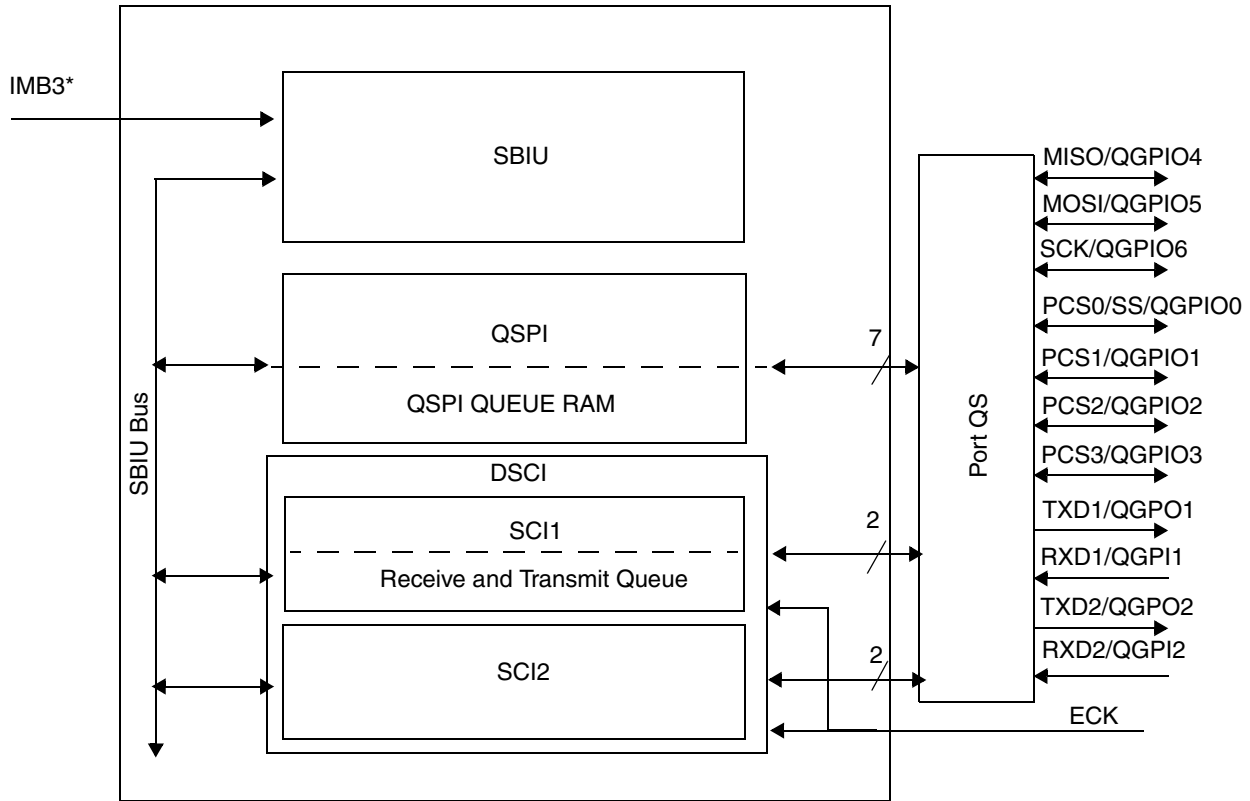 IMB3*
SBIU
MISO/QGPIO4
MOSI/QGPIO5
SCK/QGPIO6
QSPI
7
PCS0/SS/QGPIO0
PCS1/QGPIO1
QSPI QUEUE RAM
PCS2/QGPIO2
SBIU Bus
Port QS
PCS3/QGPIO3
DSCI
SCI1
2
TXD1/QGPO1
Receive and Transmit Queue
RXD1/QGPI1
TXD2/QGPO2
SCI2
2
RXD2/QGPI2
ECK